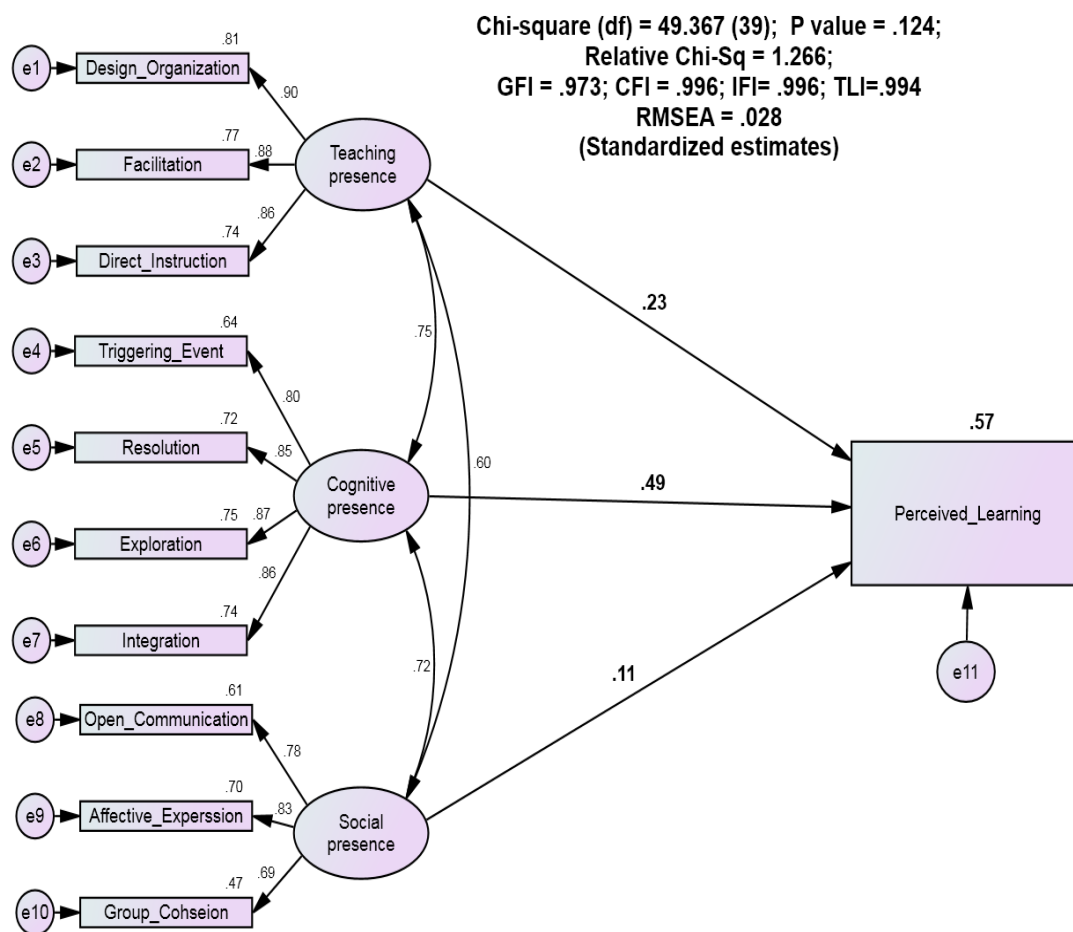 Chi-square (df) = 49.367 (39); P value = .124;
Relative Chi-Sq = 1.266;
GFI = .973; CFI = .996; IFI= .996; TLI=.994
RMSEA = .028
(Standardized estimates)
.81
e1
Design_Organization
.90
.77
e2
Facilitation
.88
Teaching
presence
.86
.74
e3
Direct_Instruction
.23
.75
.64
e4
Triggering_Event
.80
.72
e5
Resolution
.85
.60
.57
Cognitive
presence
.49
Perceived_Learning
.75
e6
Exploration
.87
.86
.74
e7
Integration
.72
.11
e11
.61
e8
Open_Communication
.78
.70
e9
Affective_Experssion
.83
Social
presence
.69
.47
e10
Group_Cohseion